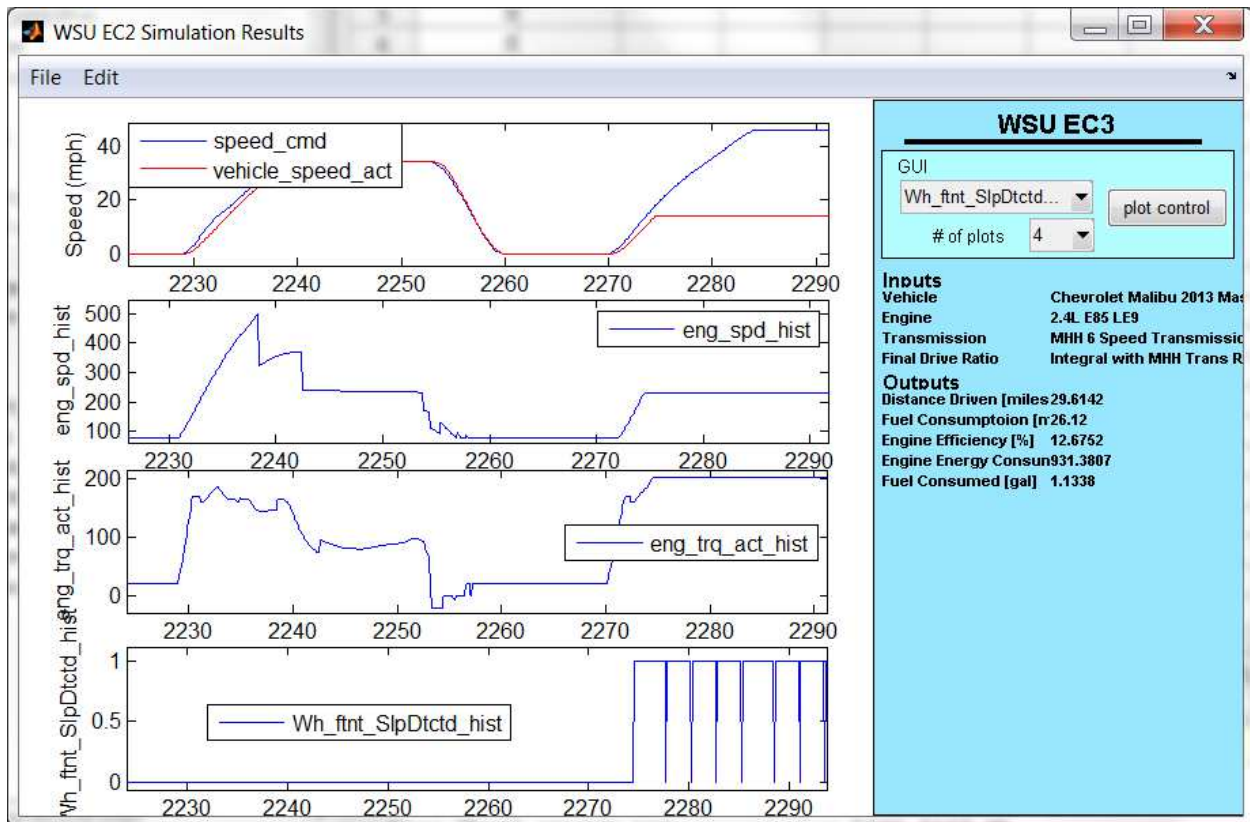 WSU EC2 Simulation Results
File Edit
speed_cmd
vehicle_speed_act
Speed (mph)
40
20
0
2230 2240 2250 2260 2270 2280 2290
eng_spd_hist
eng_spd_hist
500
400
300
200
100
2230 2240 2250 2260 2270 2280 2290
eng_trq_act_hist
eng_trq_act_hist
200
100
0
2230 2240 2250 2260 2270 2280 2290
Wh_ftnt_SlpDtctd_hist
Wh_ftnt_SlpDtctd_hist
1
0.5
0
2230 2240 2250 2260 2270 2280 2290
WSU EC3
GUI
Wh_ftnt_SlpDtctd...
plot control
# of plots 4
Inputs
Vehicle Chevrolet Malibu 2013 Mas
Engine 2.4L E85 LE9
Transmission MHH 6 Speed Transmissio
Final Drive Ratio Integral with MHH Trans R
Outputs
Distance Driven [miles 29.6142
Fuel Consumptoion [m 26.12
Engine Efficiency [%] 12.6752
Engine Energy Consun 931.3807
Fuel Consumed [gal] 1.1338